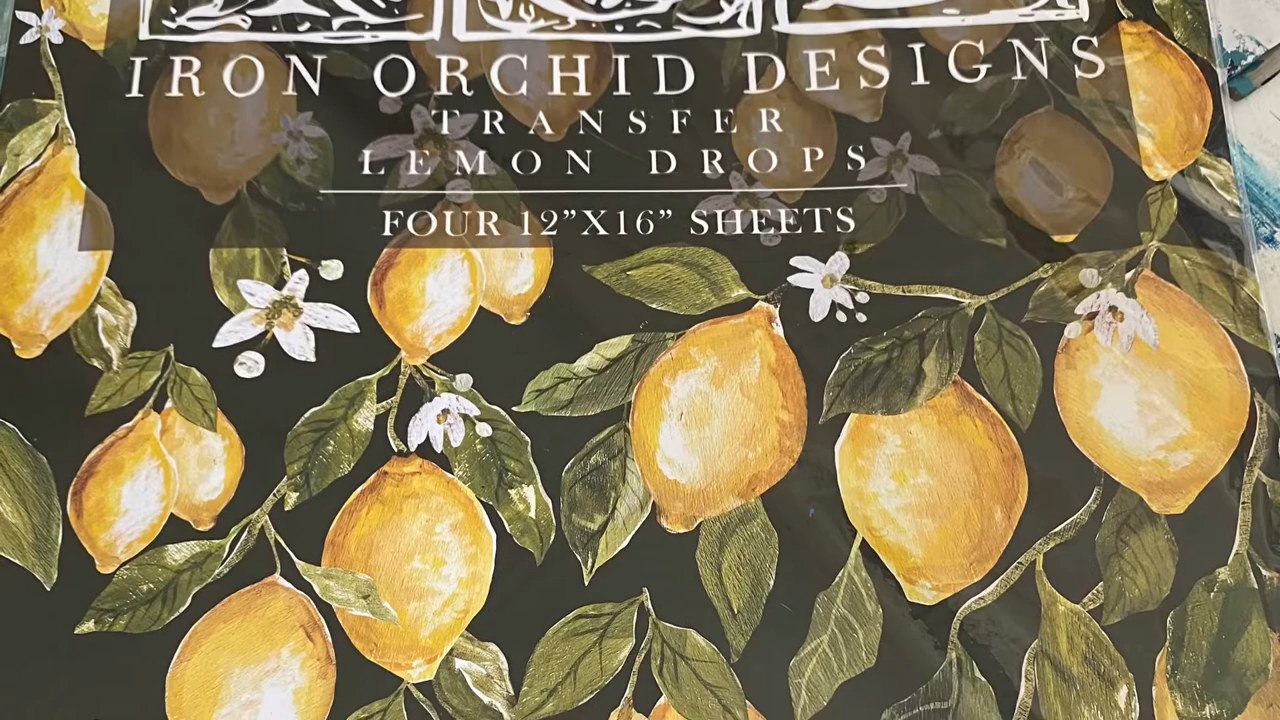 IRON ORCHID DESIGNS
TRANSFER
LEMON DROPS
FOUR 12”X16” SHEETS